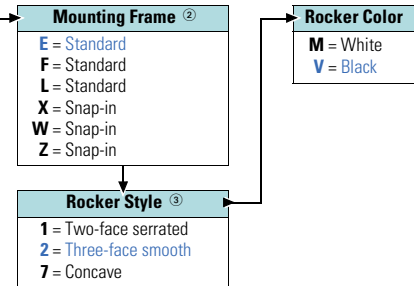 Mounting Frame ②
E = Standard
F = Standard
L = Standard
X = Snap-in
W = Snap-in
Z = Snap-in
Rocker Style ③
1 = Two-face serrated
2 = Three-face smooth
7 = Concave
Rocker Color
M = White
V = Black